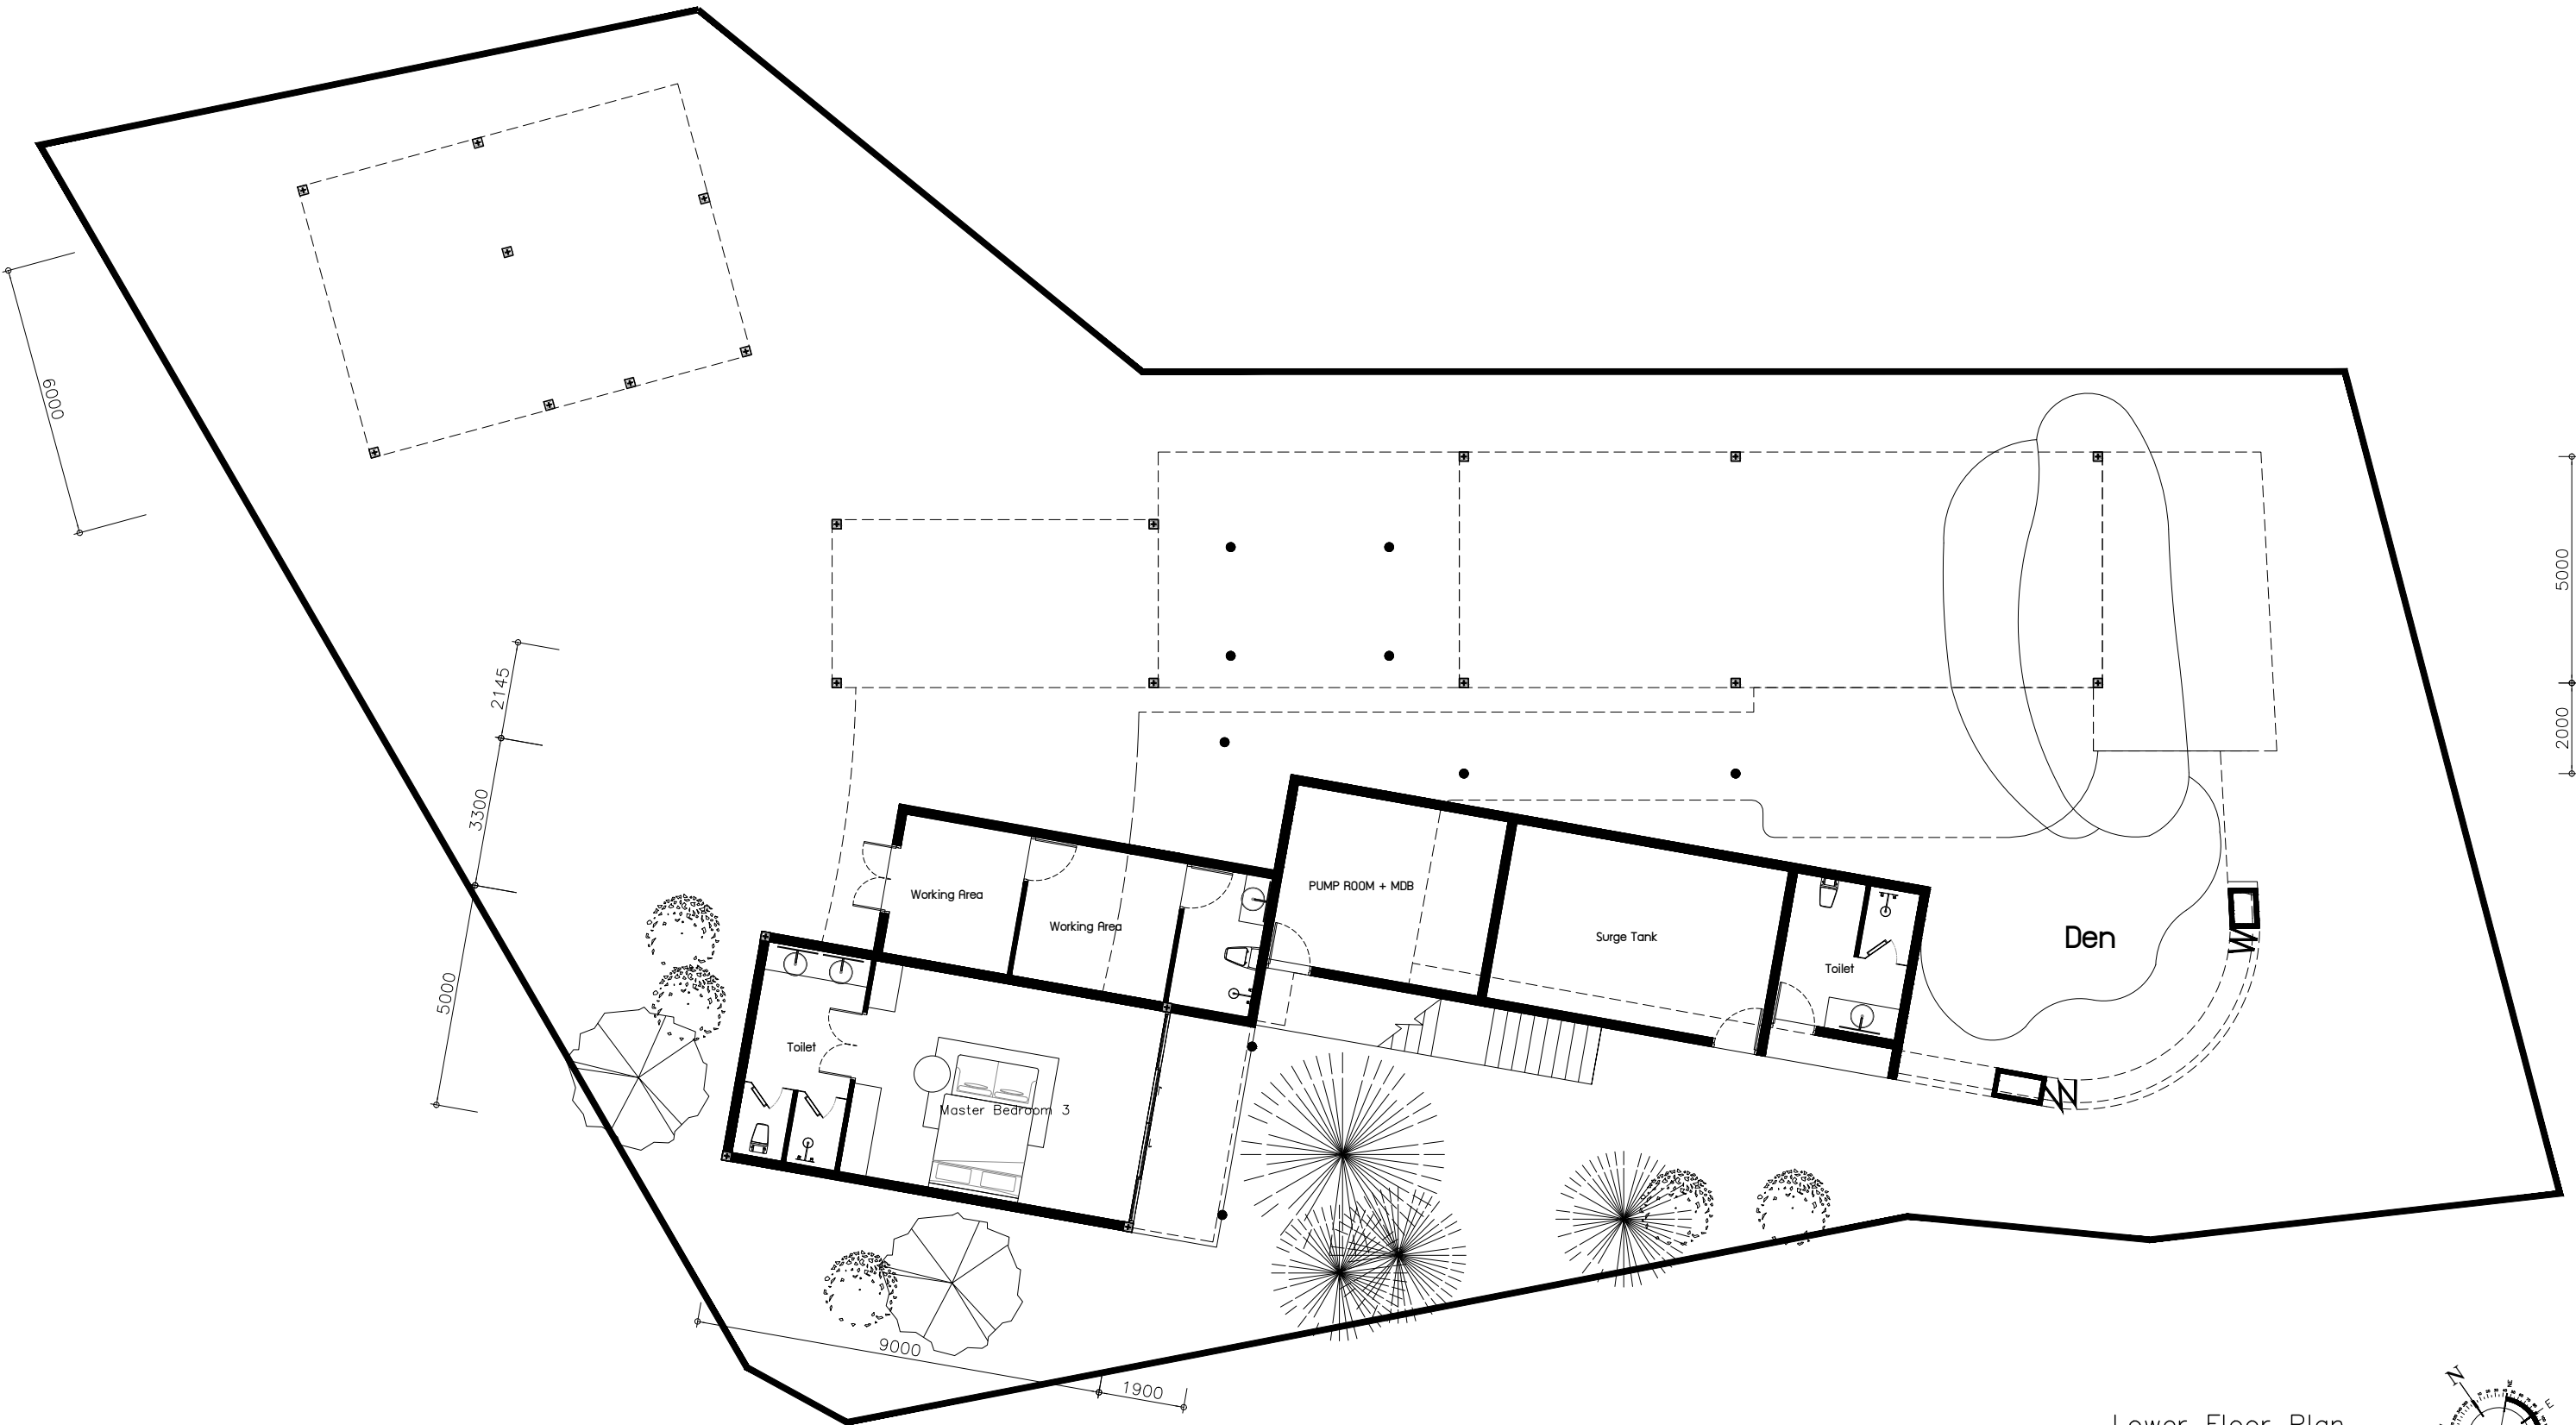 6000
5000
2000
2145
3300
5000
Working Area
Working Area
PUMP ROOM + MDB
Surge Tank
Toilet
Den
Toilet
Master Bedroom 3
9000
1900
Lower Floor Plan
N
E